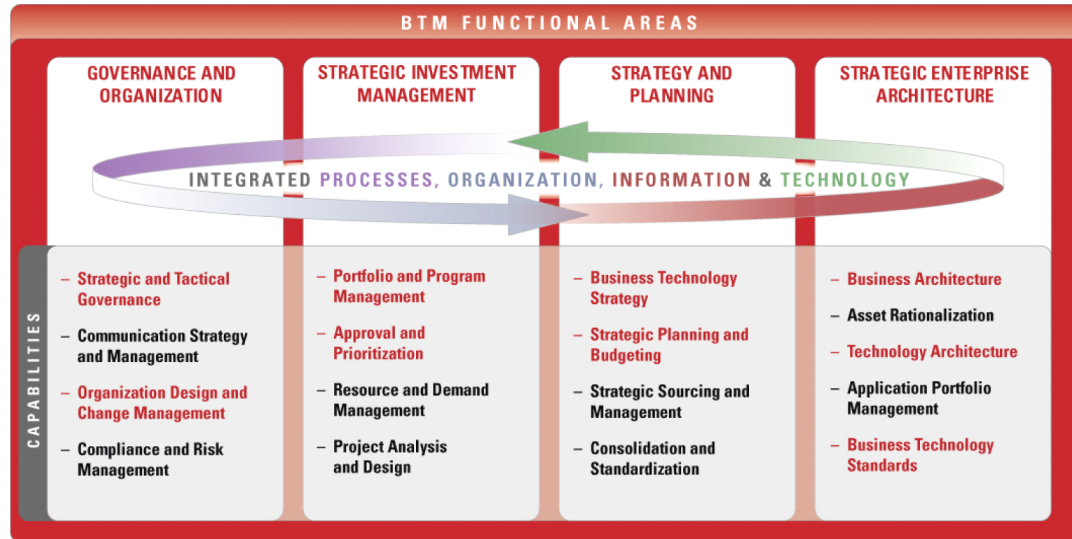 BTM FUNCTIONAL AREAS
GOVERNANCE AND
ORGANIZATION
STRATEGIC INVESTMENT
MANAGEMENT
STRATEGY AND
PLANNING
STRATEGIC ENTERPRISE
ARCHITECTURE
INTEGRATED PROCESSES, ORGANIZATION, INFORMATION & TECHNOLOGY
CAPABILITIES
– Strategic and Tactical
Governance
– Communication Strategy
and Management
– Organization Design and
Change Management
– Compliance and Risk
Management
– Portfolio and Program
Management
– Approval and
Prioritization
– Resource and Demand
Management
– Project Analysis
and Design
– Business Technology
Strategy
– Strategic Planning and
Budgeting
– Strategic Sourcing and
Management
– Consolidation and
Standardization
– Business Architecture
– Asset Rationalization
– Technology Architecture
– Application Portfolio
Management
– Business Technology
Standards